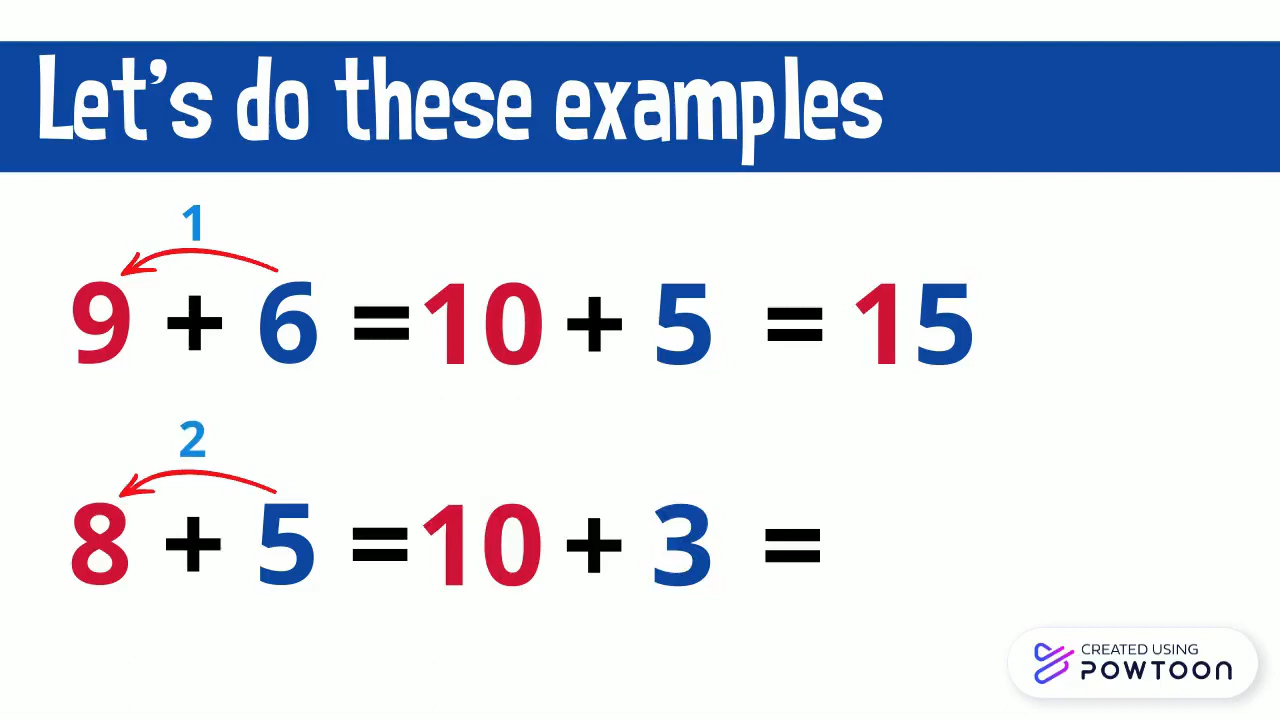 Let's do these examples
1
9 + 6 = 10 + 5 = 15
2
8 + 5 = 10 + 3 =
CREATED USING
POWTOON